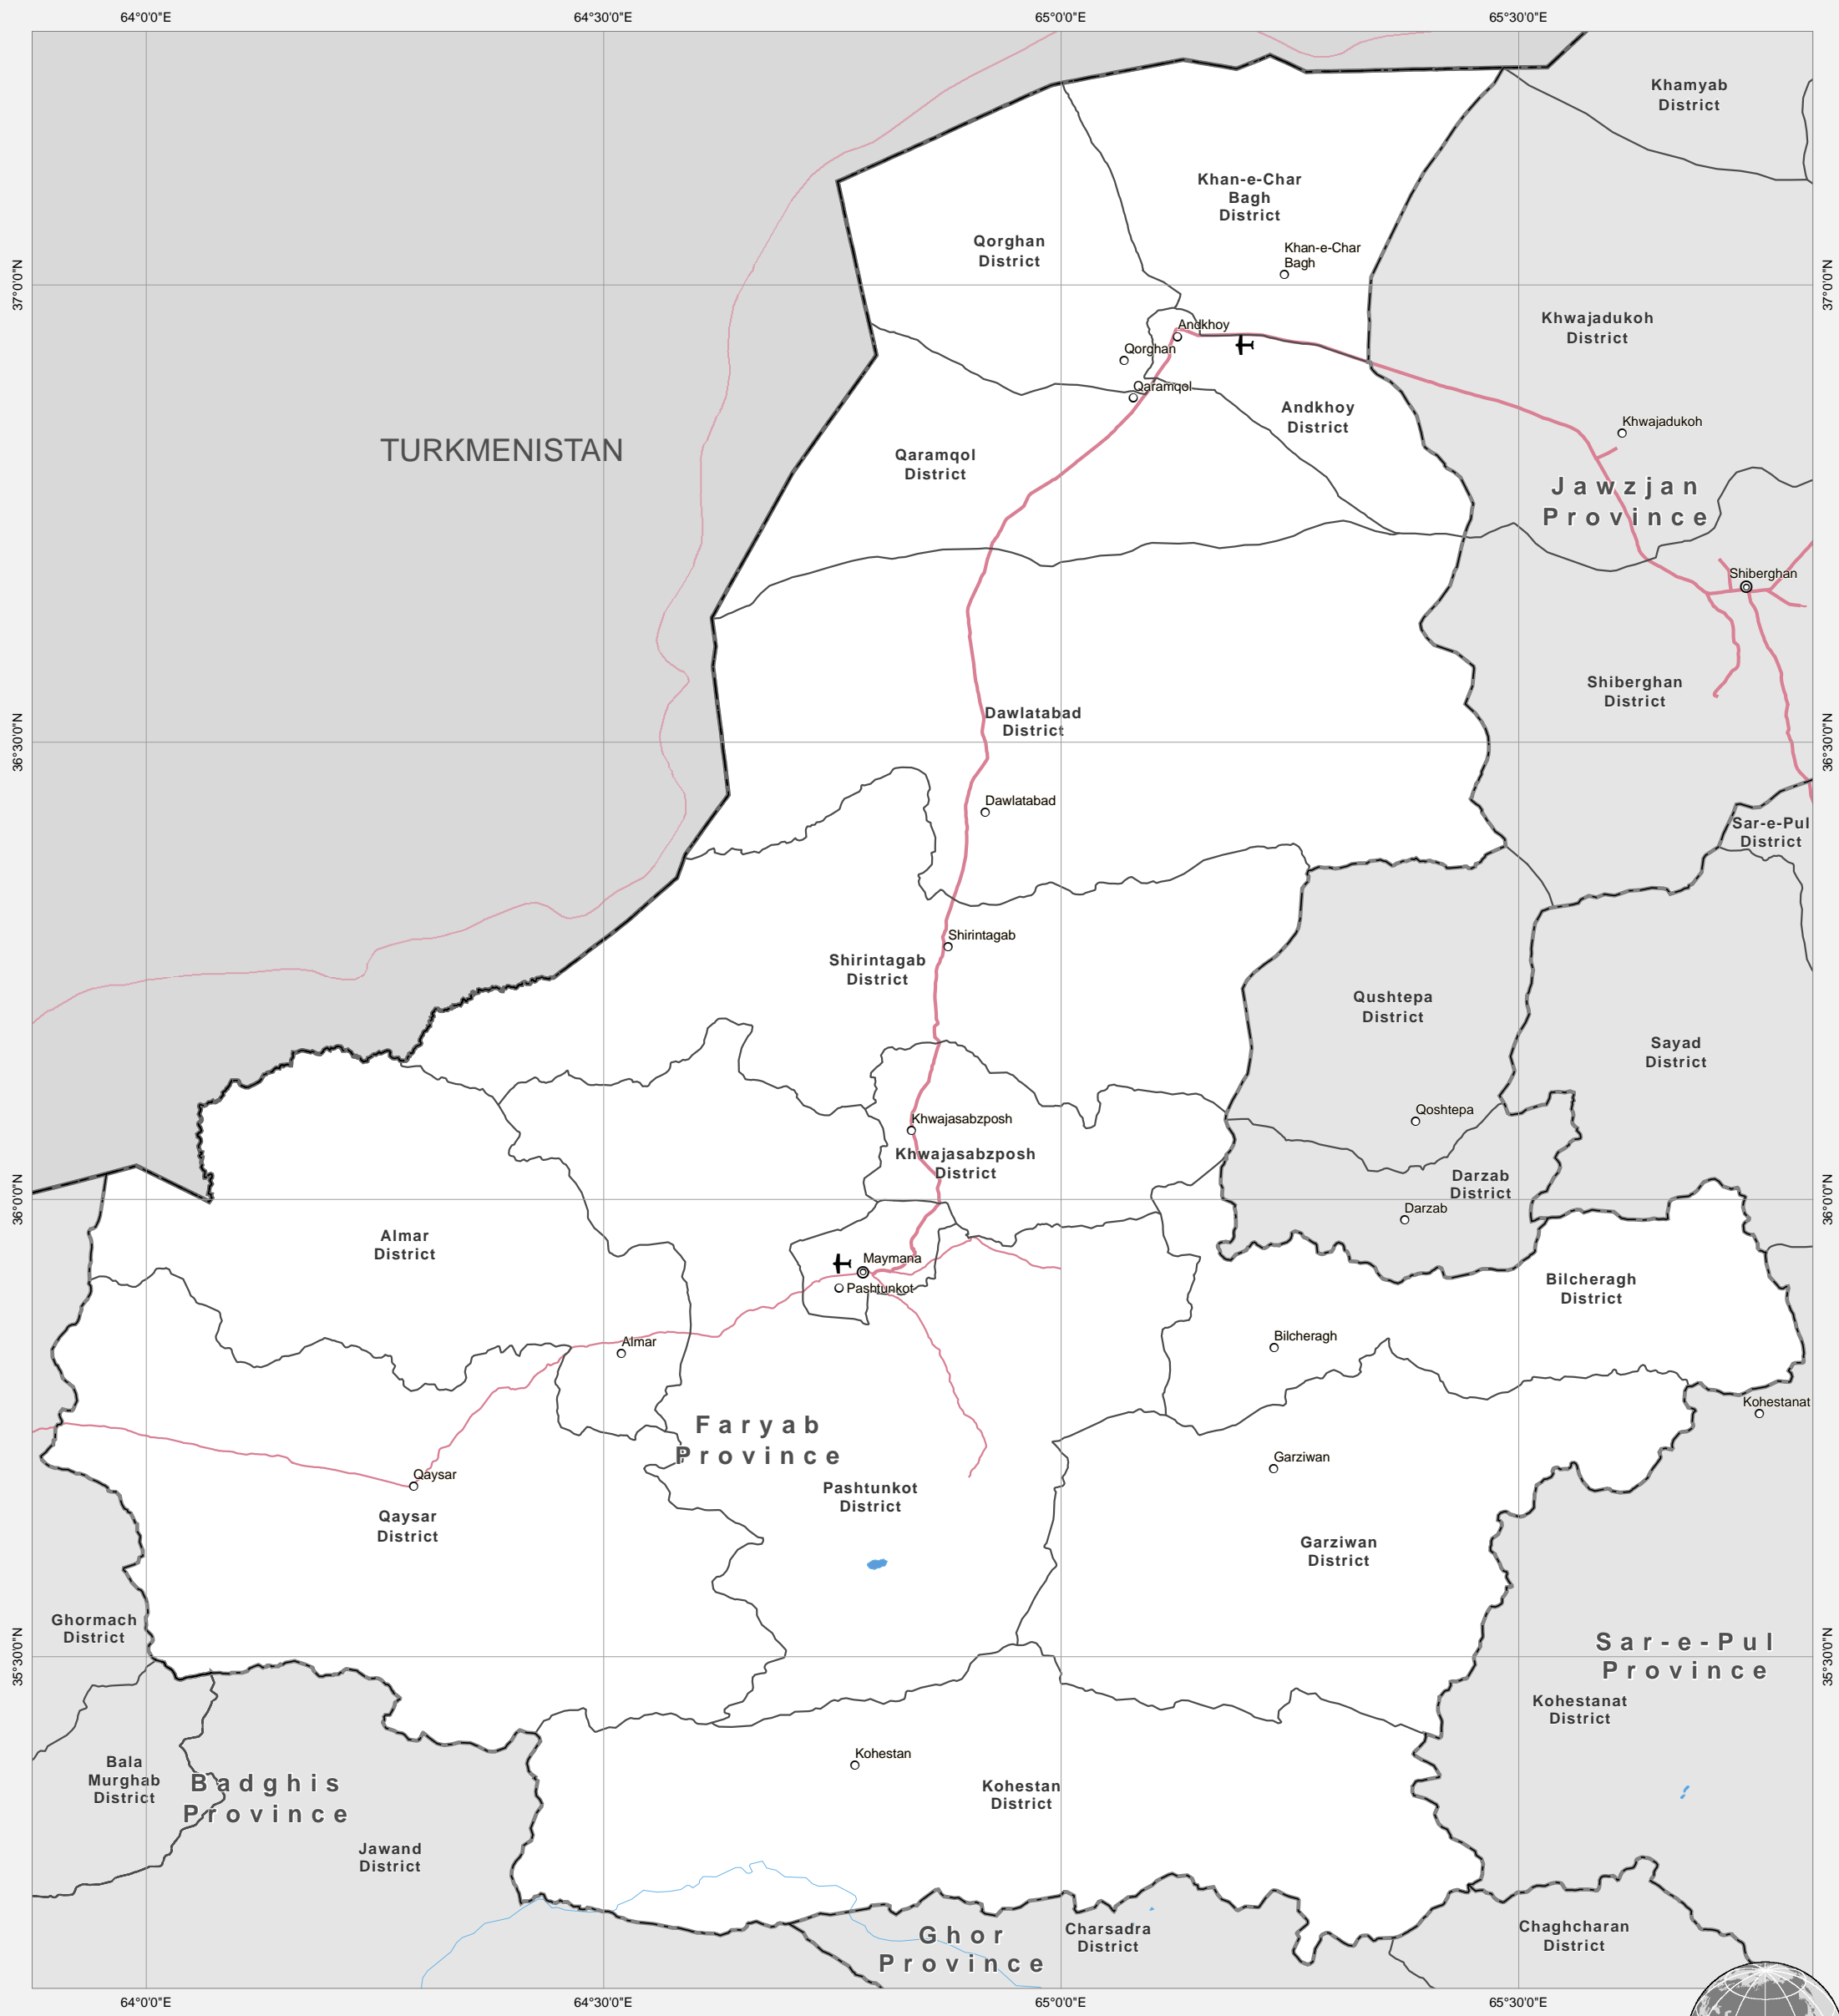 64°0'0"E
64°30'0"E
65°0'0"E
65°30'0"E
Khamyab
District
Khan-e-Char
Bagh
District
Qorghan
District
Khan-e-Char
Bagh
37°0'0"N
37°0'0"N
Khwajadukoh
District
Andkhoy
Qorghan
Qaramqol
Andkhoy
District
Khwajadukoh
TURKMENISTAN
Qaramqol
District
Jawzjan
Province
Shiberghan
Shiberghan
District
Dawlatabad
District
36°30'0"N
36°30'0"N
Dawlatabad
Sar-e-Pul
District
Shirintagab
Shirintagab
District
Qushtepa
District
Sayad
District
Qoshtepa
Khwajasabzposh
Khwajasabzposh
District
Darzab
District
36°0'0"N
36°0'0"N
Darzab
Almar
District
Maymana
Pashtunkot
Bilcheragh
District
Almar
Bilcheragh
Kohestanat
Faryab
Province
Garziwan
Qaysar
Pashtunkot
District
Qaysar
District
Garziwan
District
Ghormach
District
35°30'0"N
35°30'0"N
Sar-e-Pul
Province
Kohestanat
District
Kohestan
Bala
Murghab
District
Badghis
Province
Kohestan
District
Jawand
District
Ghor
Province
Charsadra
District
Chaghcharan
District
64°0'0"E
64°30'0"E
65°0'0"E
65°30'0"E